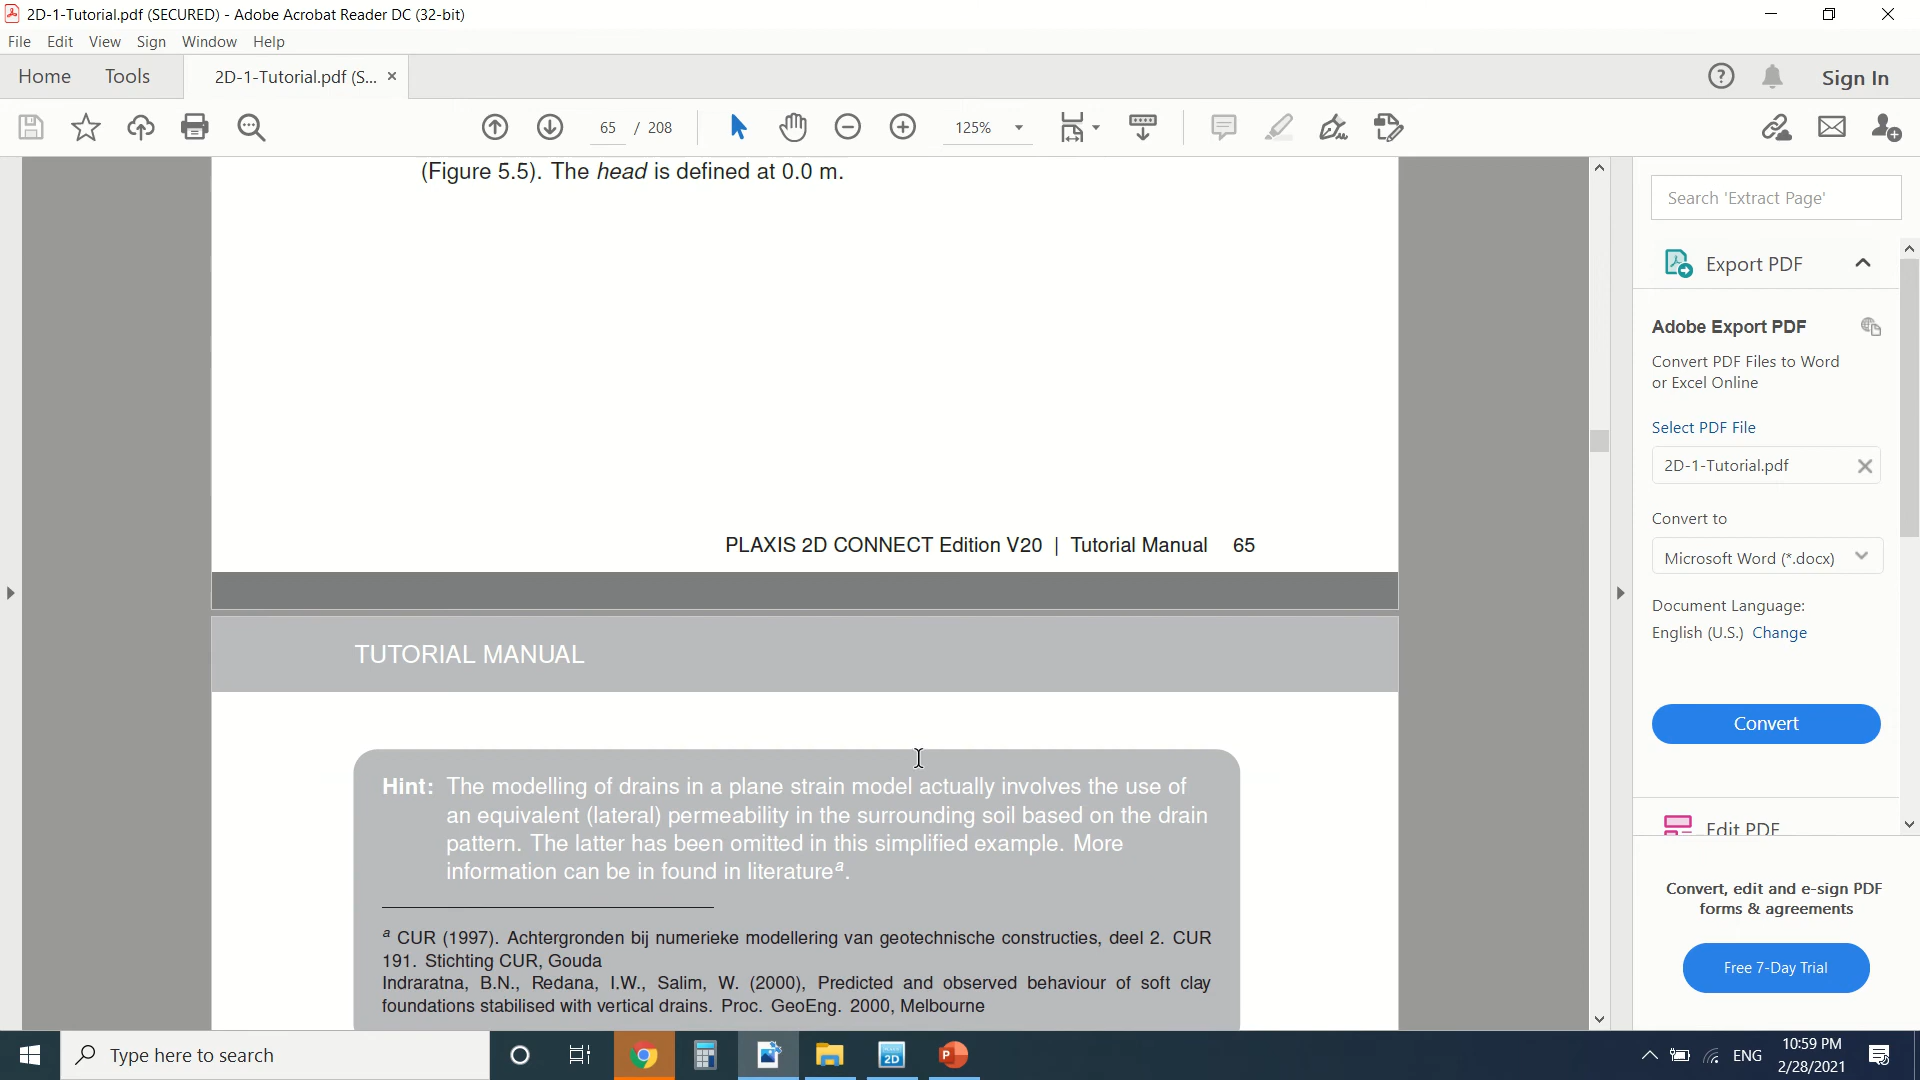 2D-1-Tutorial.pdf (SECURED) - Adobe Acrobat Reader DC (32-bit)
File Edit View Sign Window Help
Home Tools 2D-1-Tutorial.pdf (S... × Sign In
65 / 208 125%
(Figure 5.5). The head is defined at 0.0 m.
PLAXIS 2D CONNECT Edition V20 | Tutorial Manual 65
TUTORIAL MANUAL
Hint: The modelling of drains in a plane strain model actually involves the use of
an equivalent (lateral) permeability in the surrounding soil based on the drain
pattern. The latter has been omitted in this simplified example. More
information can be in found in literature a.
a CUR (1997). Achtergronden bij numerieke modellering van geotechnische constructies, deel 2. CUR
191. Stichting CUR, Gouda
Indraratna, B.N., Redana, I.W., Salim, W. (2000), Predicted and observed behaviour of soft clay
foundations stabilised with vertical drains. Proc. GeoEng. 2000, Melbourne
Search 'Extract Page'
Export PDF
Adobe Export PDF
Convert PDF Files to Word
or Excel Online
Select PDF File
2D-1-Tutorial.pdf
Convert to
Microsoft Word (*.docx)
Document Language:
English (U.S.) Change
Convert
Edit PDF
Convert, edit and e-sign PDF
forms & agreements
Free 7-Day Trial
Type here to search
2D
P
ENG
10:59 PM
2/28/2021